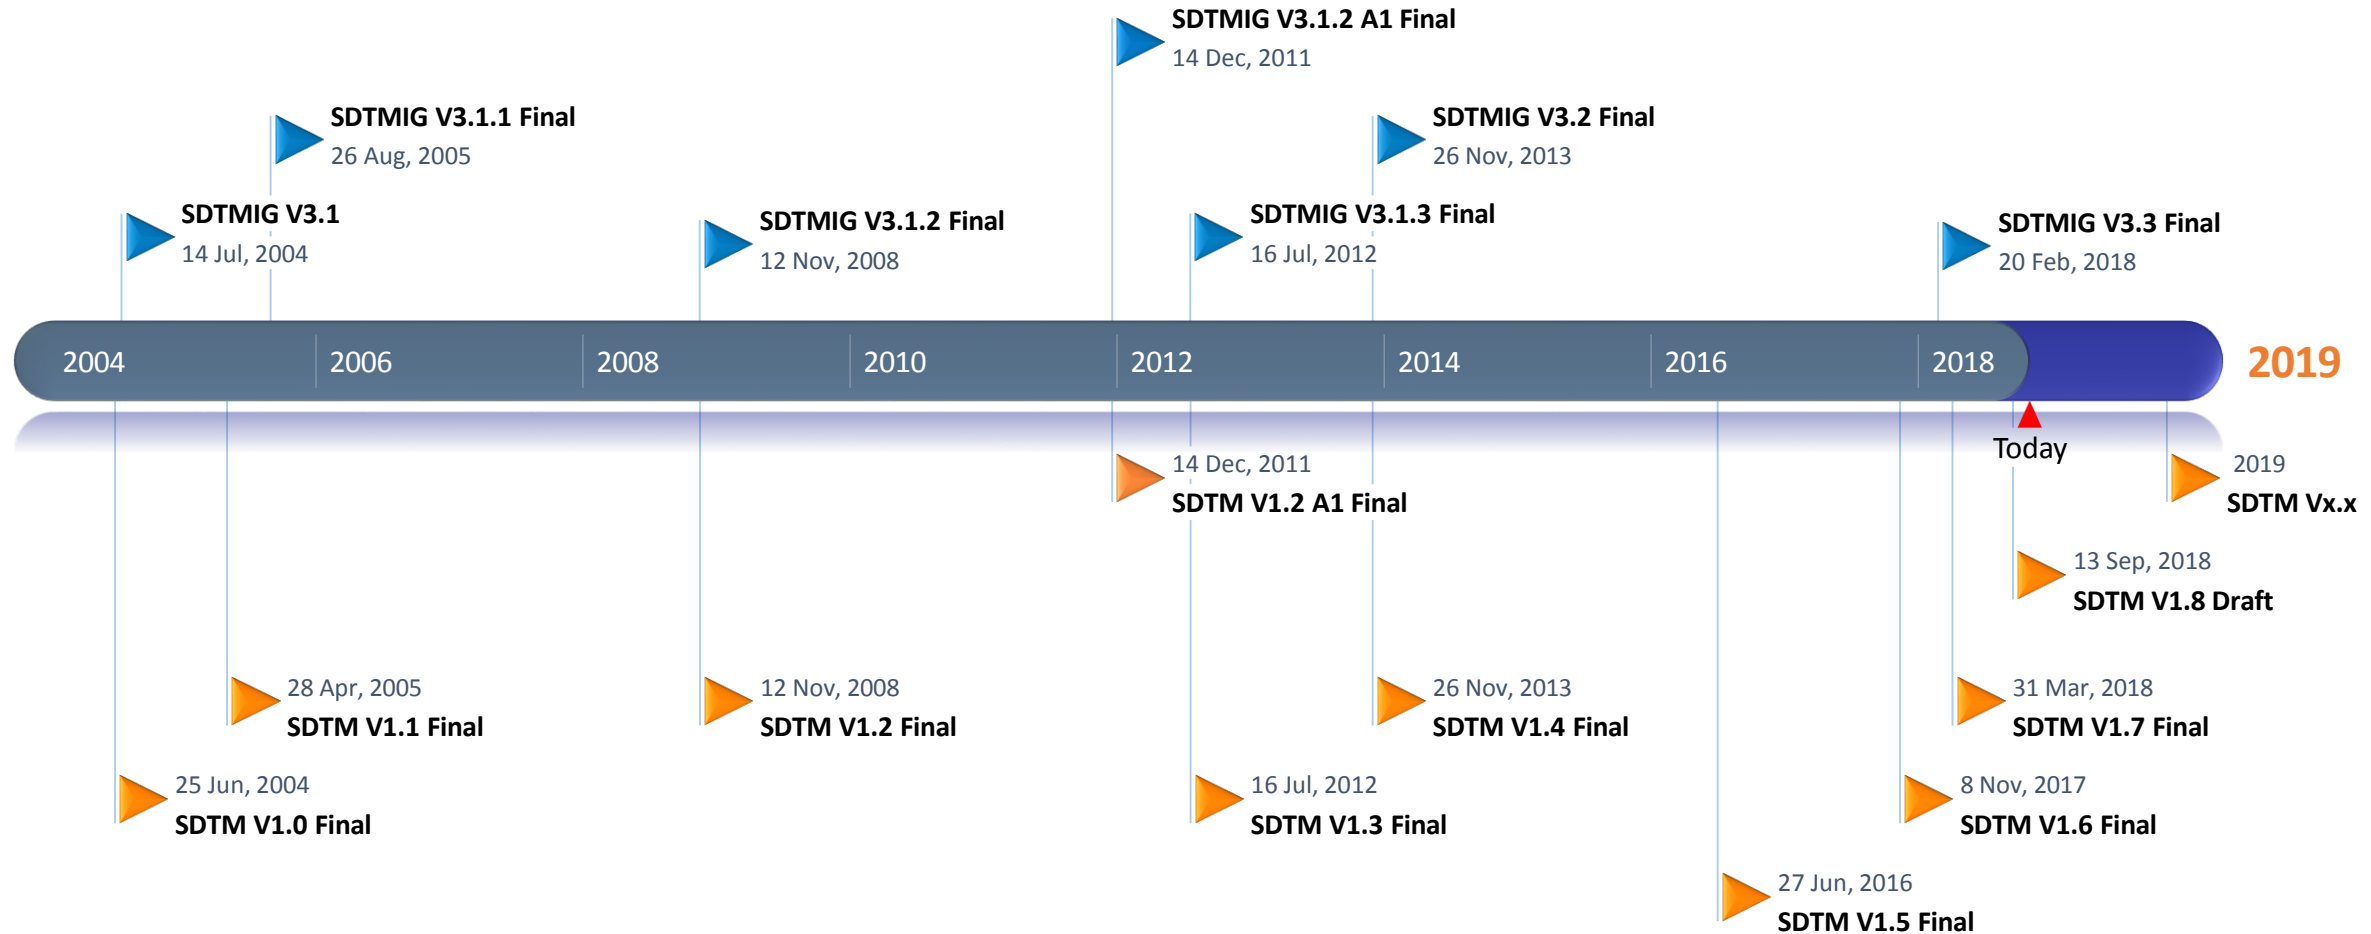 SDTMIG V3.1.2 A1 Final
14 Dec, 2011
SDTMIG V3.1.1 Final
26 Aug, 2005
SDTMIG V3.2 Final
26 Nov, 2013
SDTMIG V3.1
14 Jul, 2004
SDTMIG V3.1.2 Final
12 Nov, 2008
SDTMIG V3.1.3 Final
16 Jul, 2012
SDTMIG V3.3 Final
20 Feb, 2018
2004 2006 2008 2010 2012 2014 2016 2018 2019
Today
14 Dec, 2011
SDTM V1.2 A1 Final
2019
SDTM Vx.x
13 Sep, 2018
SDTM V1.8 Draft
28 Apr, 2005
SDTM V1.1 Final
12 Nov, 2008
SDTM V1.2 Final
26 Nov, 2013
SDTM V1.4 Final
31 Mar, 2018
SDTM V1.7 Final
25 Jun, 2004
SDTM V1.0 Final
16 Jul, 2012
SDTM V1.3 Final
8 Nov, 2017
SDTM V1.6 Final
27 Jun, 2016
SDTM V1.5 Final